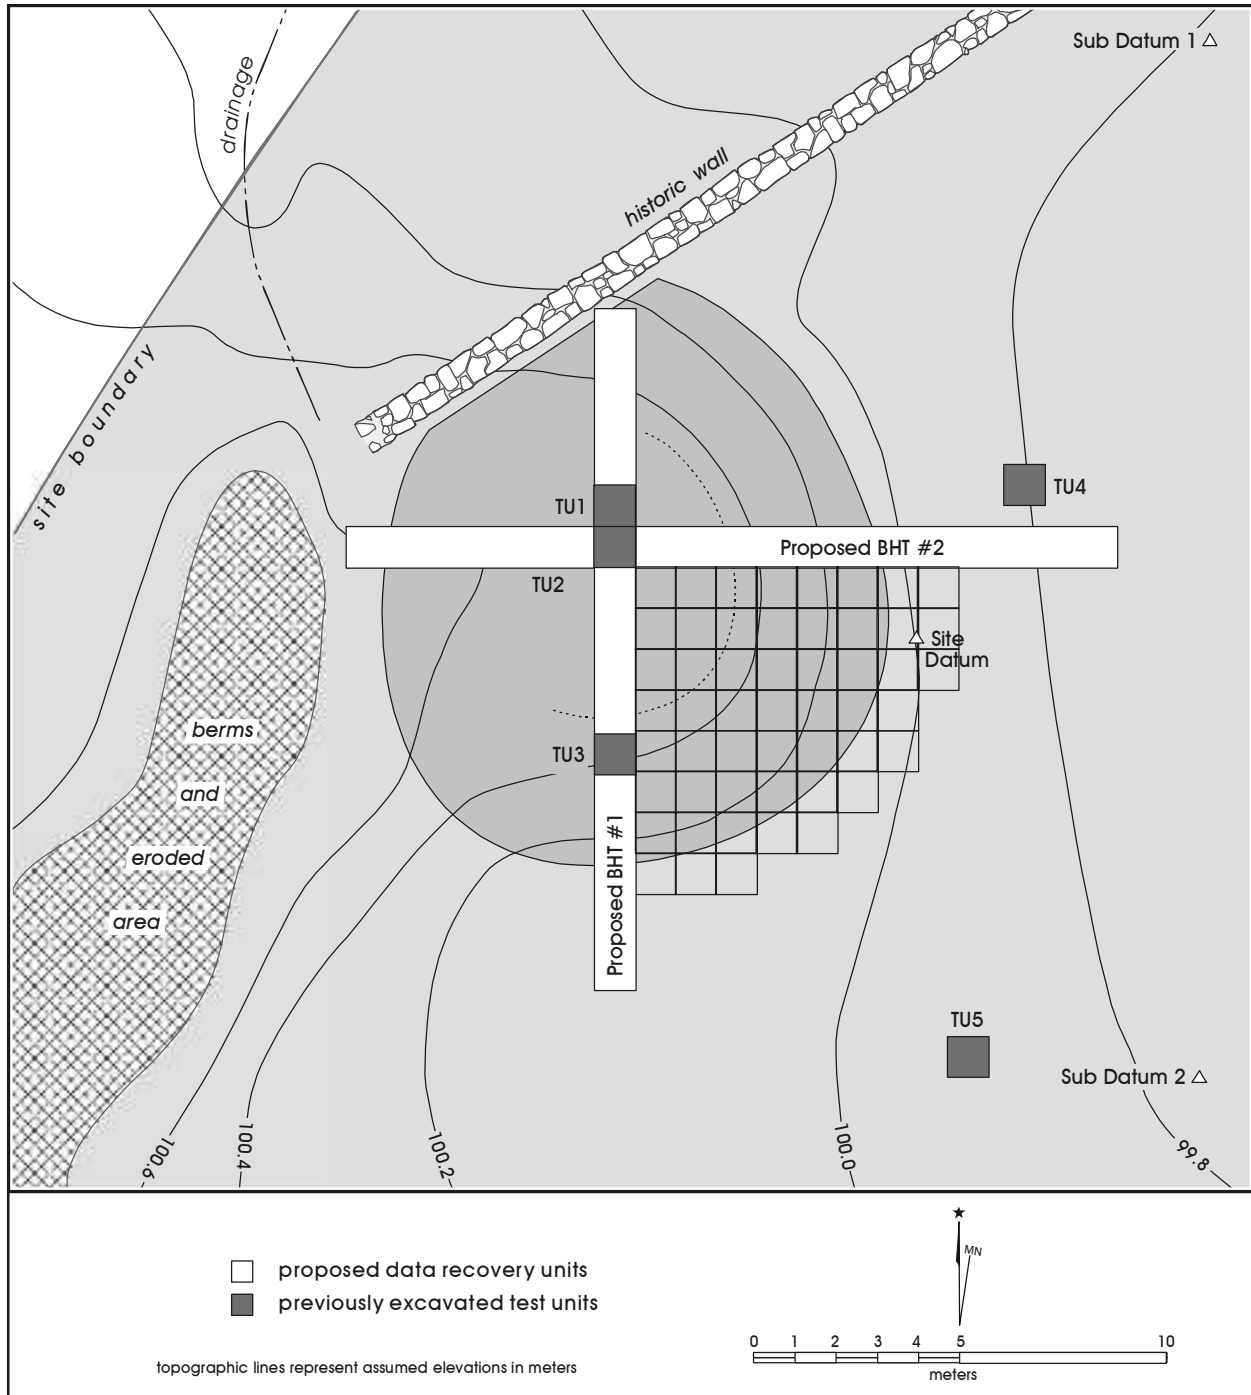 Sub Datum 1
drainage
historic wall
site boundary
TU4
TU1
Proposed BHT #2
TU2
Site
Datum
berms
TU3
and
Proposed BHT #1
eroded
area
TU5
Sub Datum 2
100.6
100.4
100.2
100.0
99.8
MN
proposed data recovery units
previously excavated test units
0 1 2 3 4 5 10
meters
topographic lines represent assumed elevations in meters